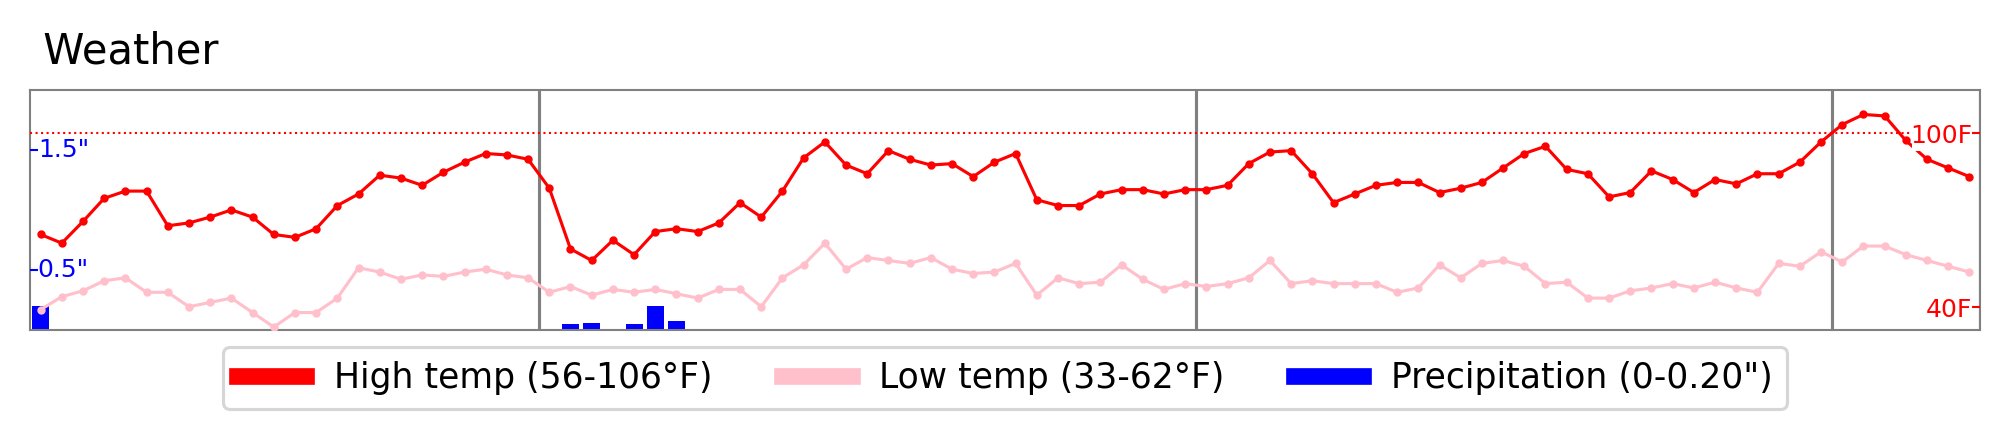 Weather
1.5"
100F
0.5"
40F
High temp (56-106°F) Low temp (33-62°F) Precipitation (0-0.20")